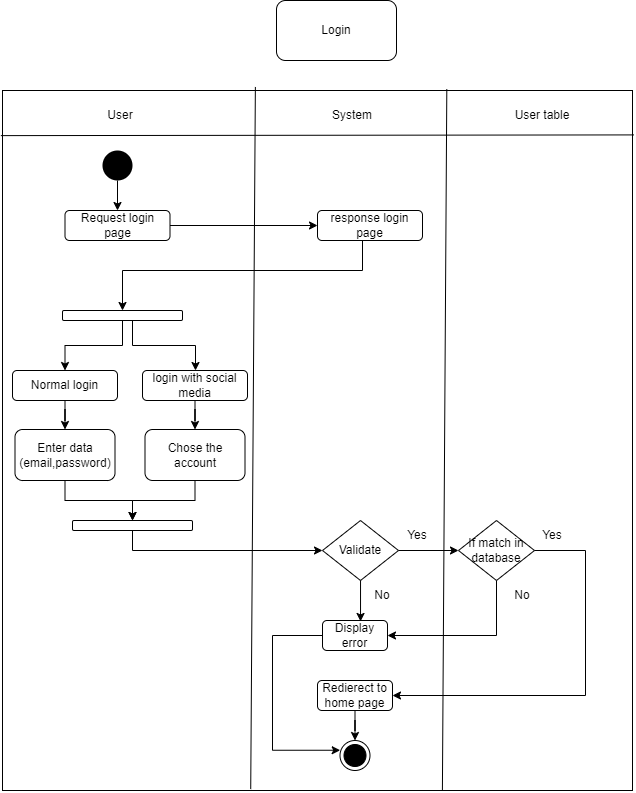 Login
User
System
User table
Request login
page
response login
page
Normal login
login with social
media
Enter data
(email,password)
Chose the
account
Validate
Yes
If match in
database
Yes
No
No
Display
error
Redierect to
home page